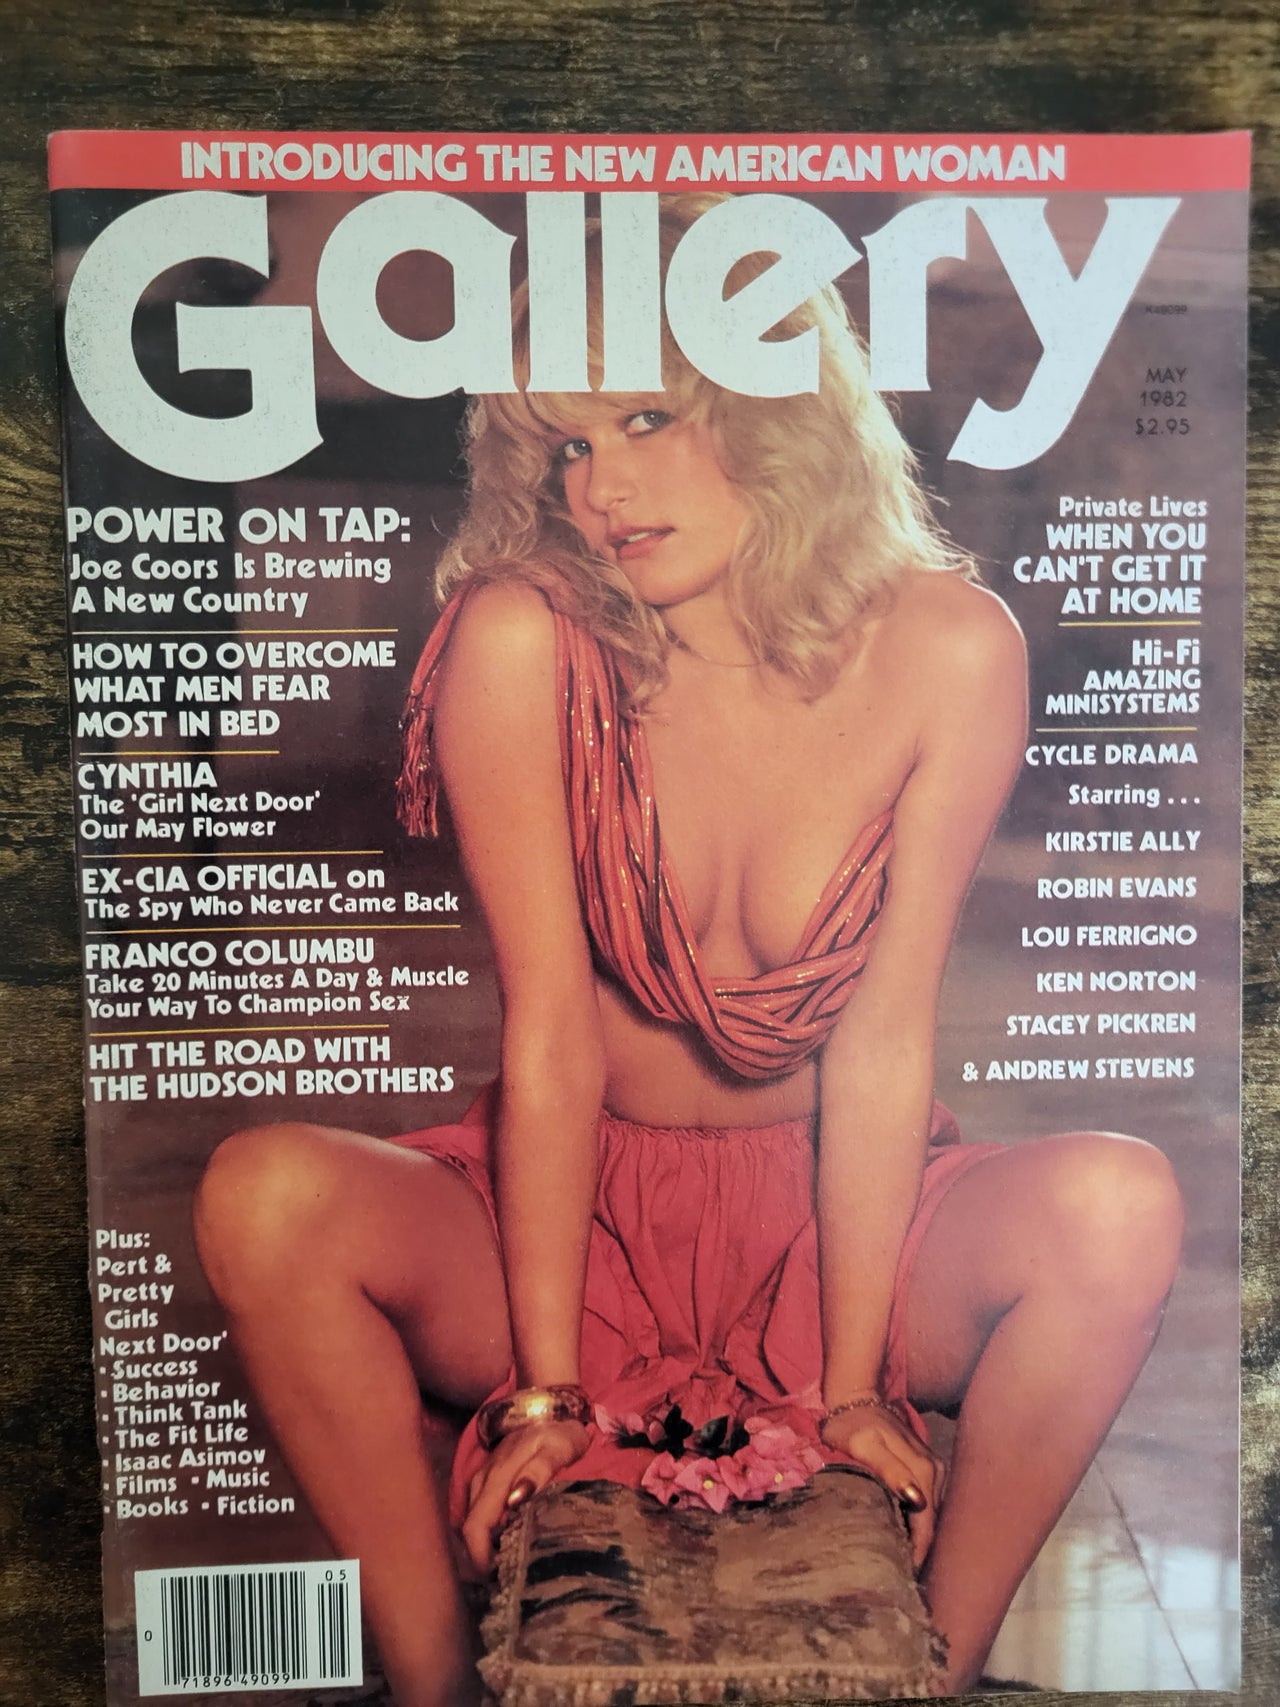 INTRODUCING THE NEW AMERICAN WOMAN
Gallery
K48099
MAY
1982
$2.95
POWER ON TAP:
Joe Coors Is Brewing
A New Country
HOW TO OVERCOME
WHAT MEN FEAR
MOST IN BED
CYNTHIA
The 'Girl Next Door'
Our May Flower
EX-CIA OFFICIAL on
The Spy Who Never Came Back
FRANCO COLUMBU
Take 20 Minutes A Day & Muscle
Your Way To Champion Sex
HIT THE ROAD WITH
THE HUDSON BROTHERS
Plus:
Pert &
Pretty
Girls
Next Door'
• Success
• Behavior
• Think Tank
• The Fit Life
• Isaac Asimov
• Films • Music
• Books • Fiction
Private Lives
WHEN YOU
CAN'T GET IT
AT HOME
Hi-Fi
AMAZING
MINISYSTEMS
CYCLE DRAMA
Starring...
KIRSTIE ALLY
ROBIN EVANS
LOU FERRIGNO
KEN NORTON
STACEY PICKREN
& ANDREW STEVENS
05
0
71896 49099